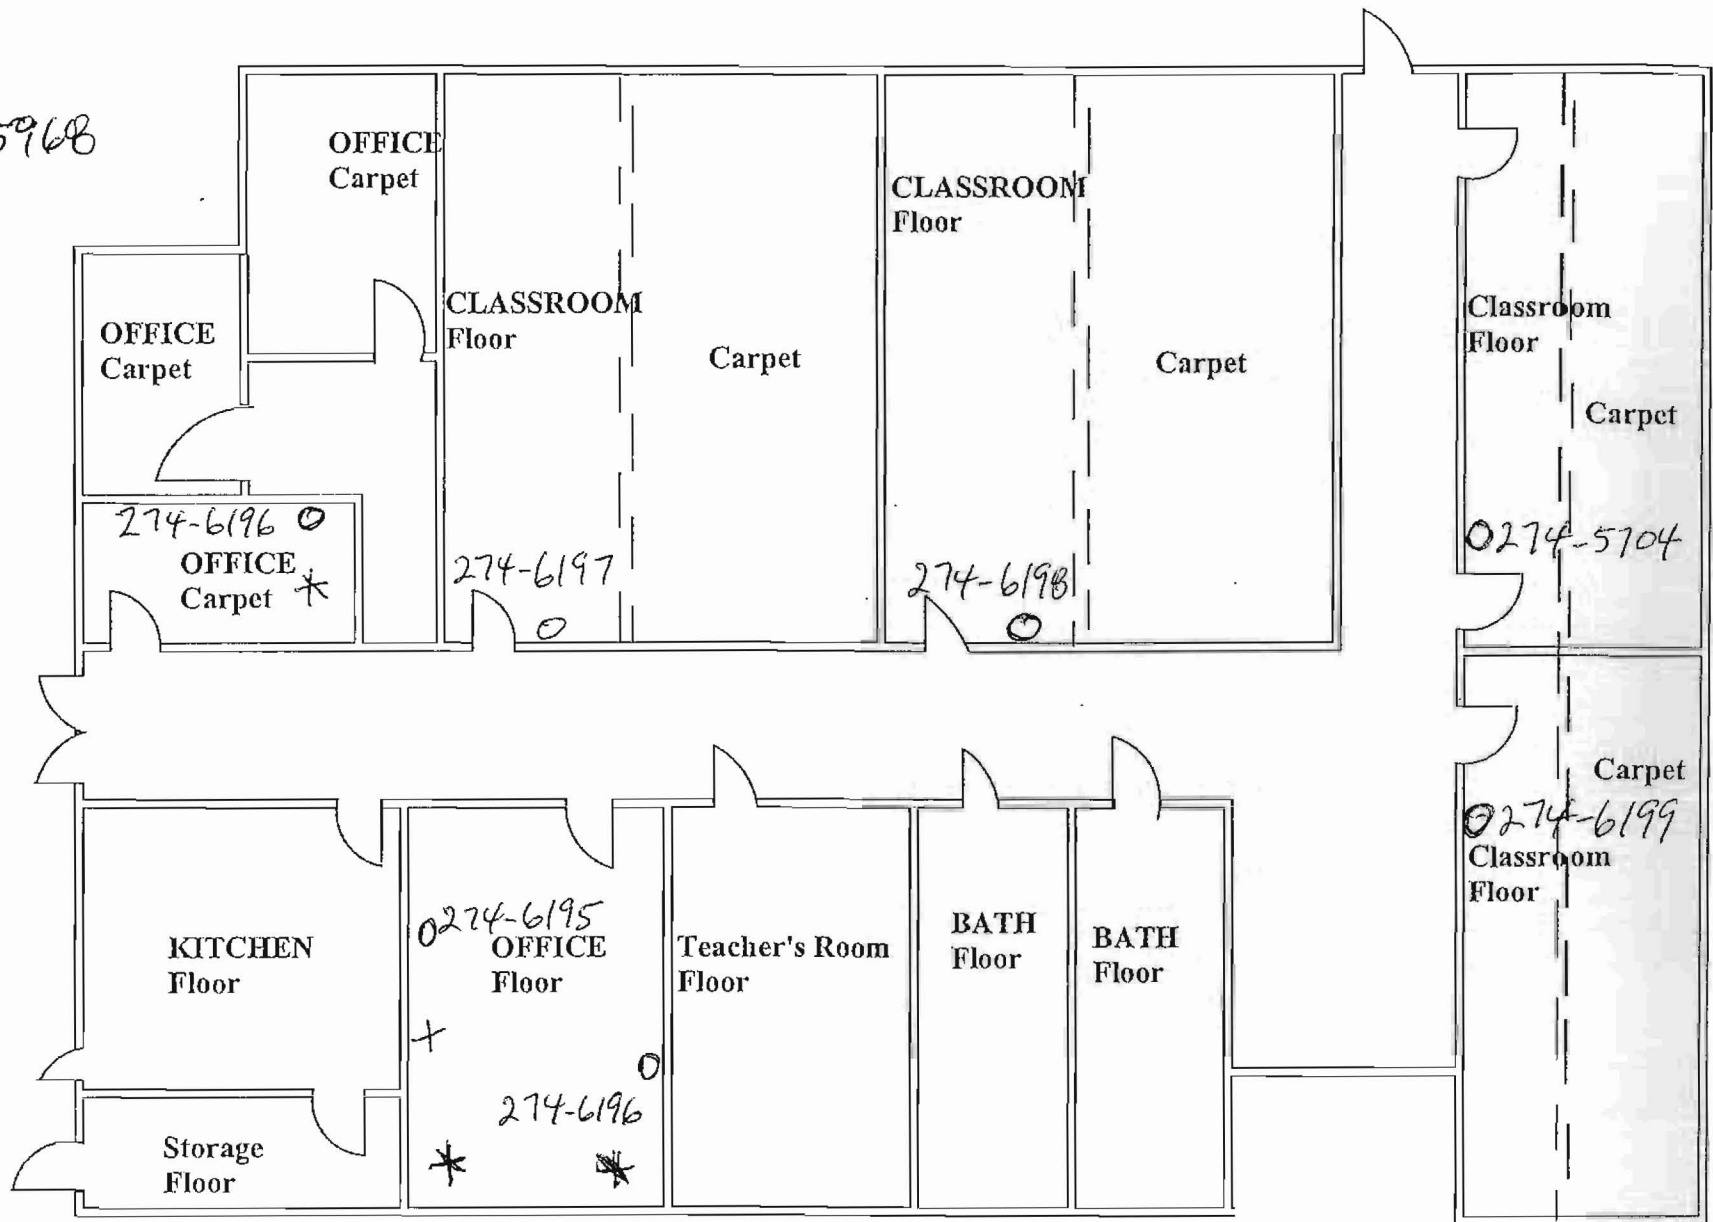 5968
OFFICE
Carpet
CLASSROOM
Floor
CLASSROOM
Floor
Carpet
Carpet
OFFICE
Carpet
Classroom
Floor
Carpet
274-6196
OFFICE
Carpet
274-6197
274-6198
274-5704
Carpet
274-6199
Classroom
Floor
KITCHEN
Floor
274-6195
OFFICE
Floor
274-6196
Teacher's Room
Floor
BATH
Floor
BATH
Floor
Storage
Floor